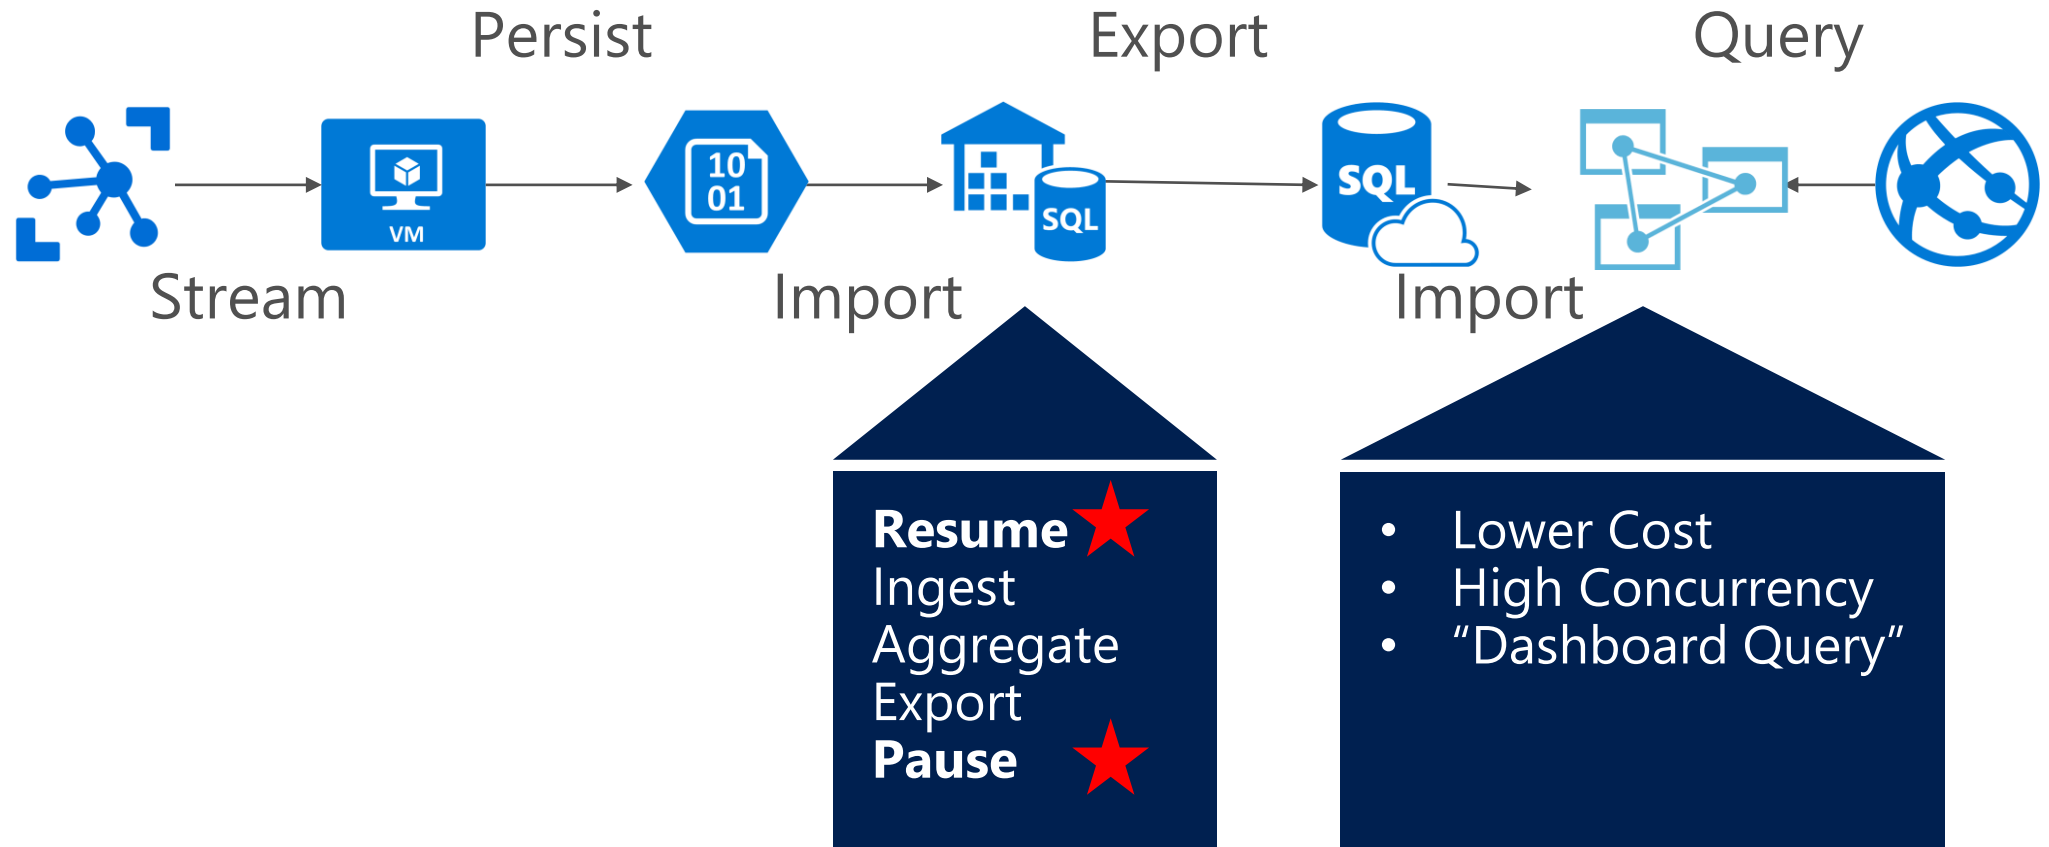 Persist
Export
Query
VM
10
01
SQL
SQL
Stream
Import
Import
Resume
Ingest
Aggregate
Export
Pause
• Lower Cost
• High Concurrency
• “Dashboard Query”